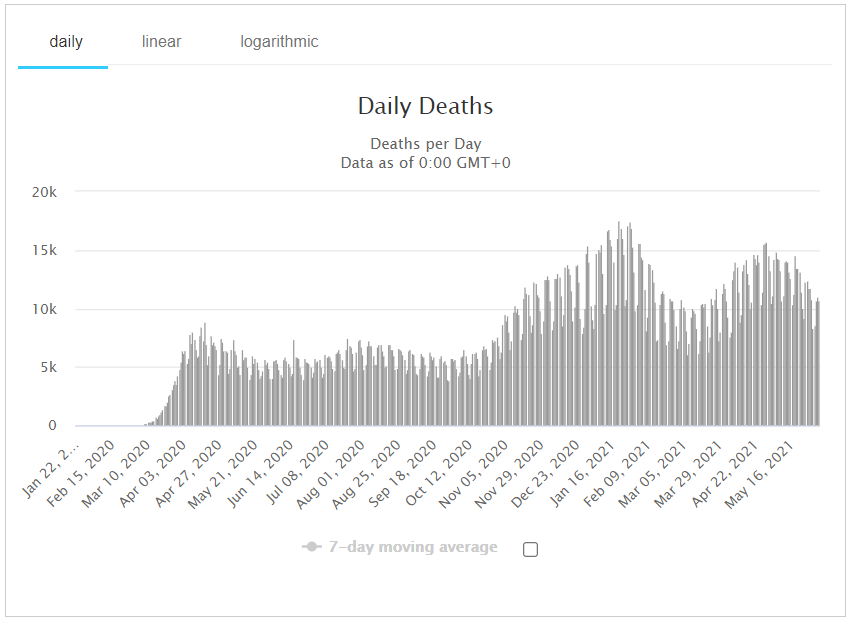 daily linear logarithmic
Daily Deaths
Deaths per Day
Data as of 0:00 GMT+0
20k
15k
10k
5k
0
Jan 22, 2...
Feb 15, 2020
Mar 10, 2020
Apr 03, 2020
Apr 27, 2020
May 21, 2020
Jun 14, 2020
Jul 08, 2020
Aug 01, 2020
Aug 25, 2020
Sep 18, 2020
Oct 12, 2020
Nov 05, 2020
Nov 29, 2020
Dec 23, 2020
Jan 16, 2021
Feb 09, 2021
Mar 05, 2021
Mar 29, 2021
Apr 22, 2021
May 16, 2021
7-day moving average